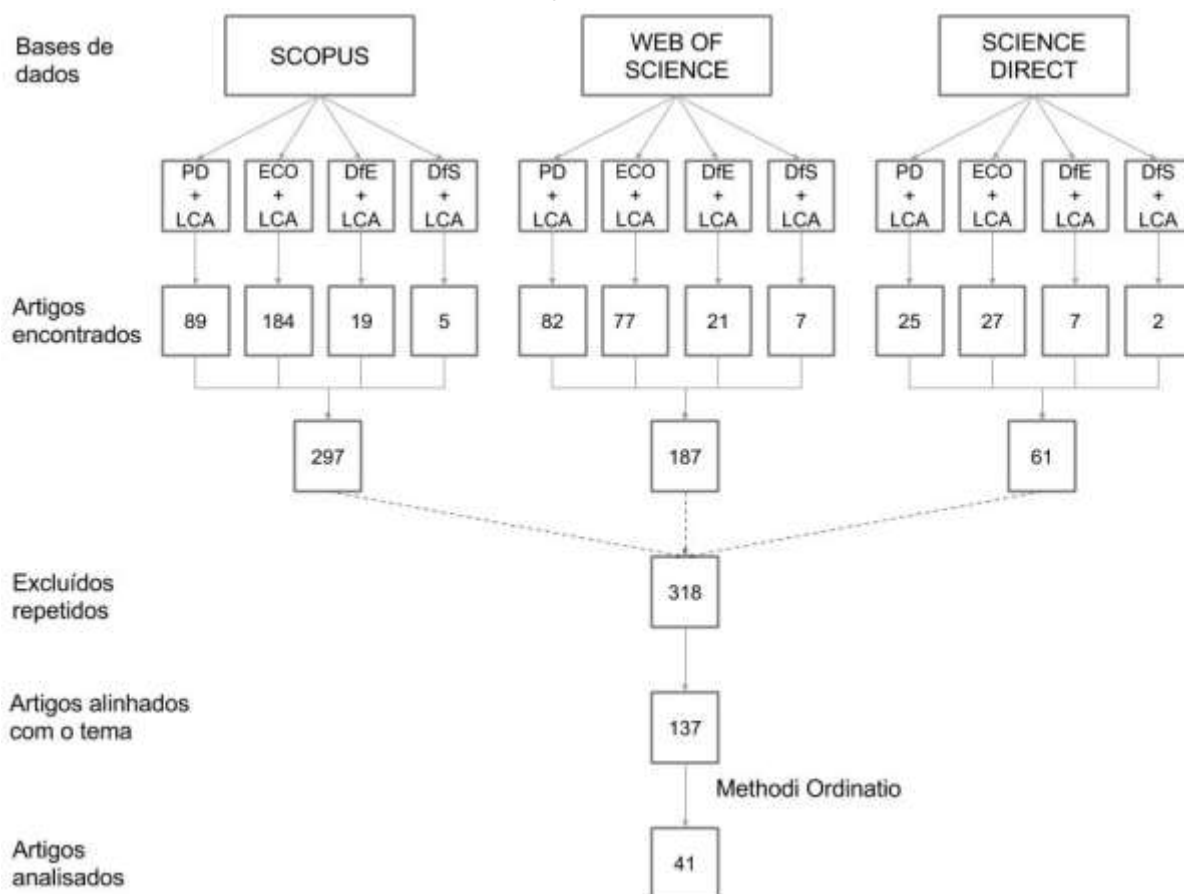 Bases de
dados
SCOPUS
WEB OF
SCIENCE
SCIENCE
DIRECT
PD
+
LCA
ECO
+
LCA
DfE
+
LCA
DfS
+
LCA
PD
+
LCA
ECO
+
LCA
DfE
+
LCA
DfS
+
LCA
PD
+
LCA
ECO
+
LCA
DfE
+
LCA
DfS
+
LCA
Artigos
encontrados
89
184
19
5
82
77
21
7
25
27
7
2
297
187
61
Excluídos
repetidos
318
Artigos alinhados
com o tema
137
Methodi Ordinatio
Artigos
analisados
41